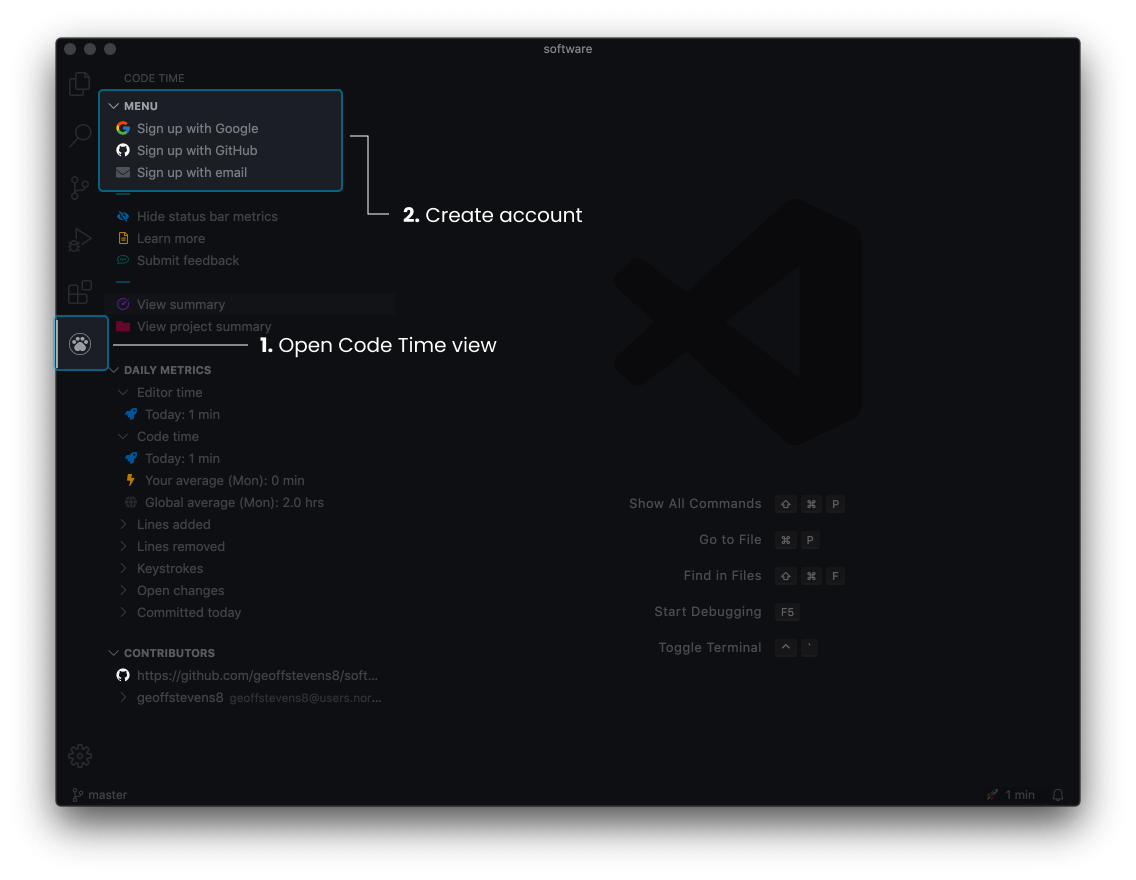 software
CODE TIME
MENU
Sign up with Google
Sign up with GitHub
Sign up with email
2. Create account
Hide status bar metrics
Learn more
Submit feedback
View summary
View project summary
1. Open Code Time view
DAILY METRICS
Editor time
Today: 1 min
Code time
Today: 1 min
Your average (Mon): 0 min
Global average (Mon): 2.0 hrs
Lines added
Lines removed
Keystrokes
Open changes
Committed today
CONTRIBUTORS
https://github.com/geoffstevens8/soft...
geoffstevens8 geoffstevens8@users.nor...
Show All Commands ⇧ ⌘ P
Go to File ⌘ P
Find in Files ⇧ ⌘ F
Start Debugging F5
Toggle Terminal ^ `
master
1 min